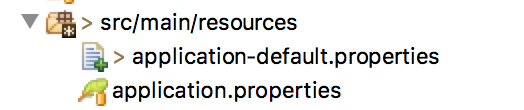 > src/main/resources
> application-default.properties
application.properties